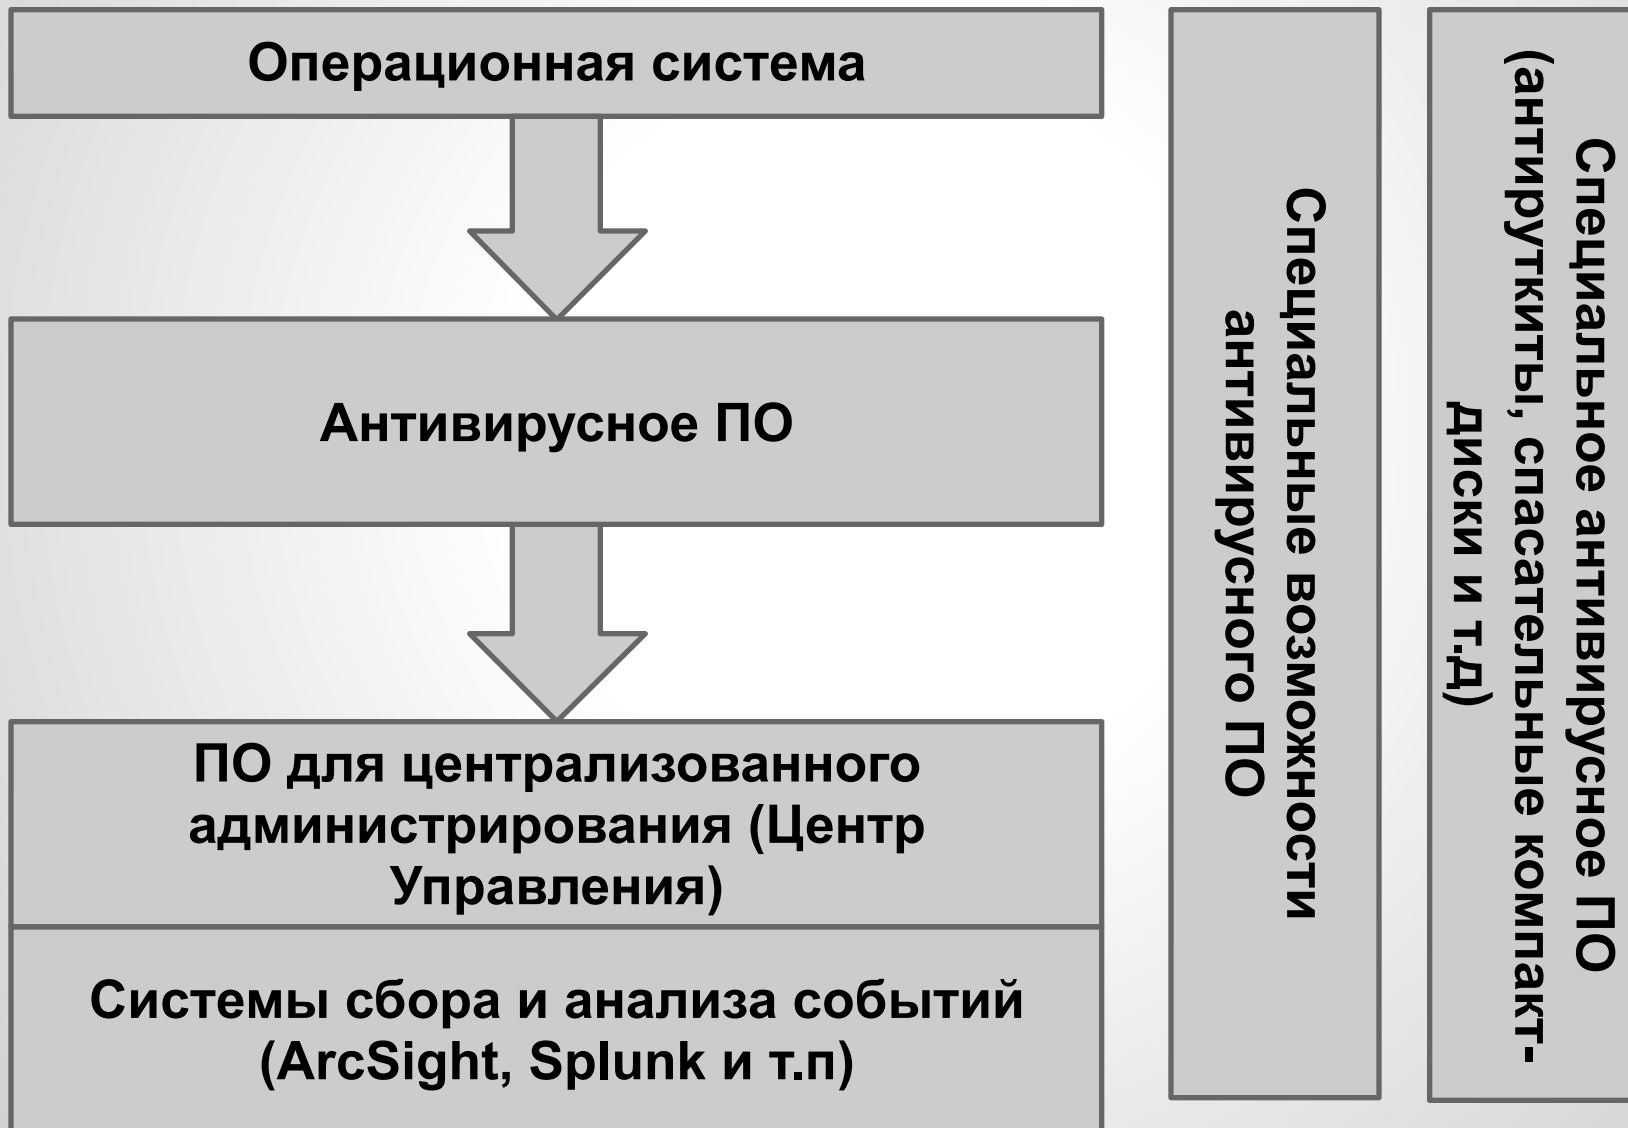 Операционная система
Антивирусное ПО
ПО для централизованного
администрирования (Центр
Управления)
Системы сбора и анализа событий
(ArcSight, Splunk и т.п)
Специальные возможности
антивирусного ПО
Специальное антивирусное ПО
(антируткиты, спасательные компакт-
диски и т.д)